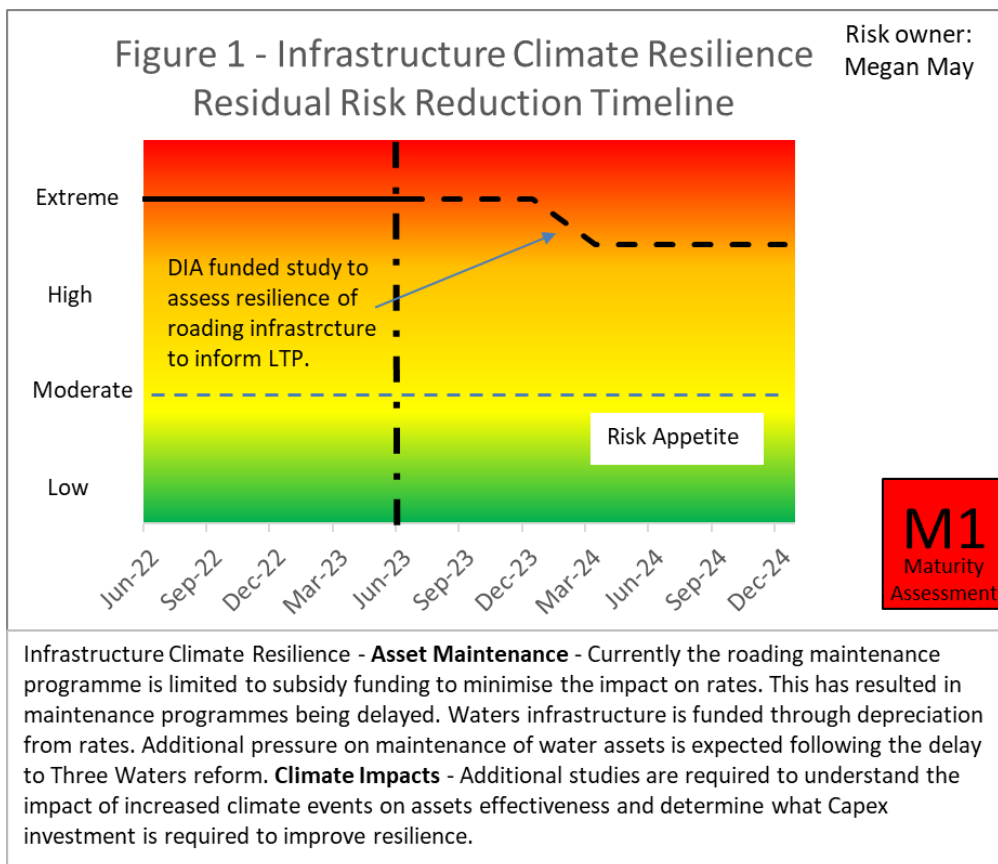 Figure 1 - Infrastructure Climate Resilience
Residual Risk Reduction Timeline
Risk owner:
Megan May
Extreme
High
Moderate
Low
DIA funded study to
assess resilience of
roading infrastrcture
to inform LTP.
Risk Appetite
Jun-22
Sep-22
Dec-22
Mar-23
Jun-23
Sep-23
Dec-23
Mar-24
Jun-24
Sep-24
Dec-24
M1
Maturity
Assessment
Infrastructure Climate Resilience - Asset Maintenance - Currently the roading maintenance
programme is limited to subsidy funding to minimise the impact on rates. This has resulted in
maintenance programmes being delayed. Waters infrastructure is funded through depreciation
from rates. Additional pressure on maintenance of water assets is expected following the delay
to Three Waters reform. Climate Impacts - Additional studies are required to understand the
impact of increased climate events on assets effectiveness and determine what Capex
investment is required to improve resilience.